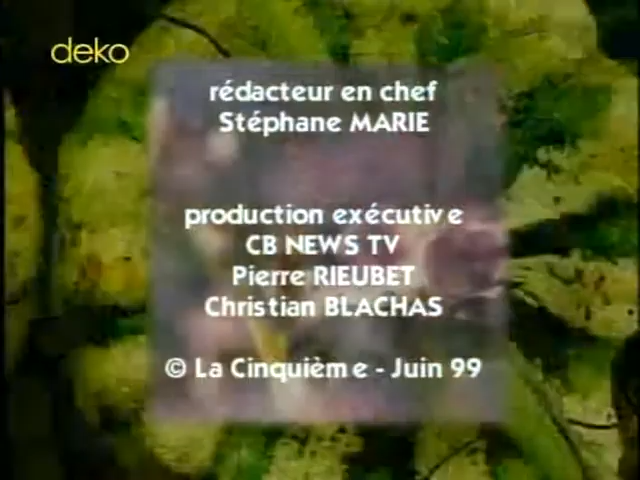 deko
rédacteur en chef
Stéphane MARIE
production exécutive
CB NEWS TV
Pierre RIEUBET
Christian BLACHAS
© La Cinquième - Juin 99